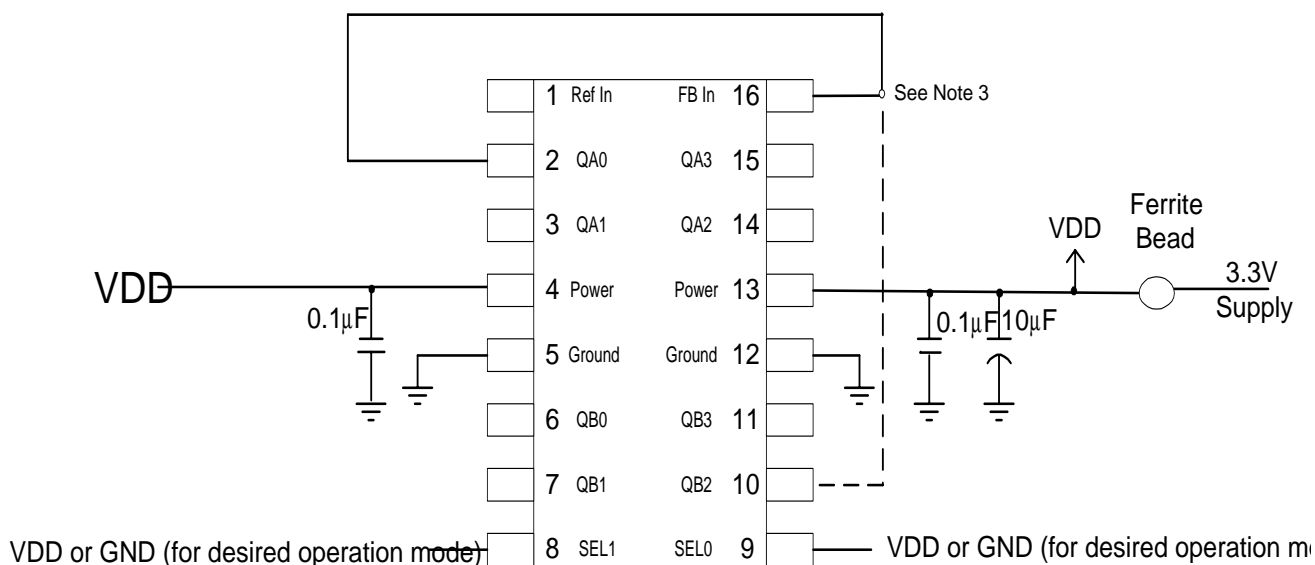 1 Ref In FB In 16 See Note 3
2 QA0 QA3 15
3 QA1 QA2 14
Ferrite
Bead
VDD
3.3V
Supply
VDD
4 Power Power 13
0.1µF
0.1µF 10µF
5 Ground Ground 12
6 QB0 QB3 11
7 QB1 QB2 10
VDD or GND (for desired operation mode) 8 SEL1 SEL0 9 VDD or GND (for desired operation mo